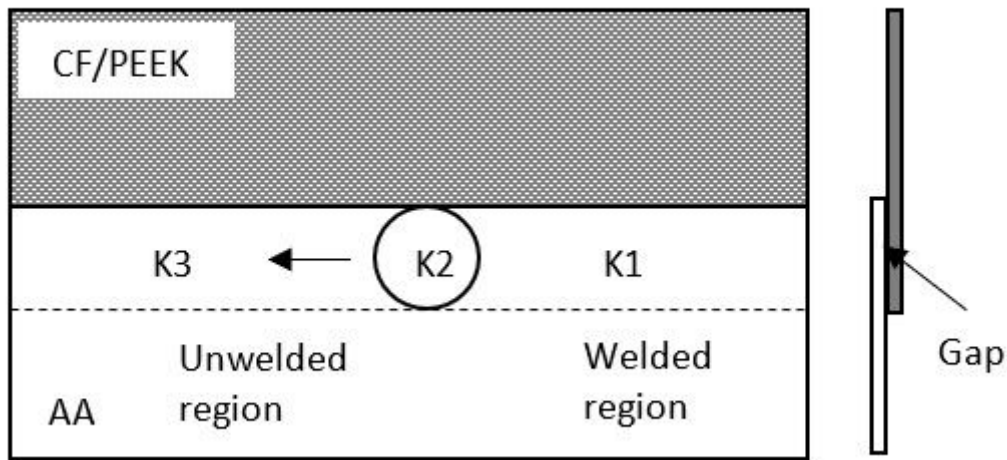 CF/PEEK
K3
K2
K1
Unwelded
region
Welded
region
AA
Gap